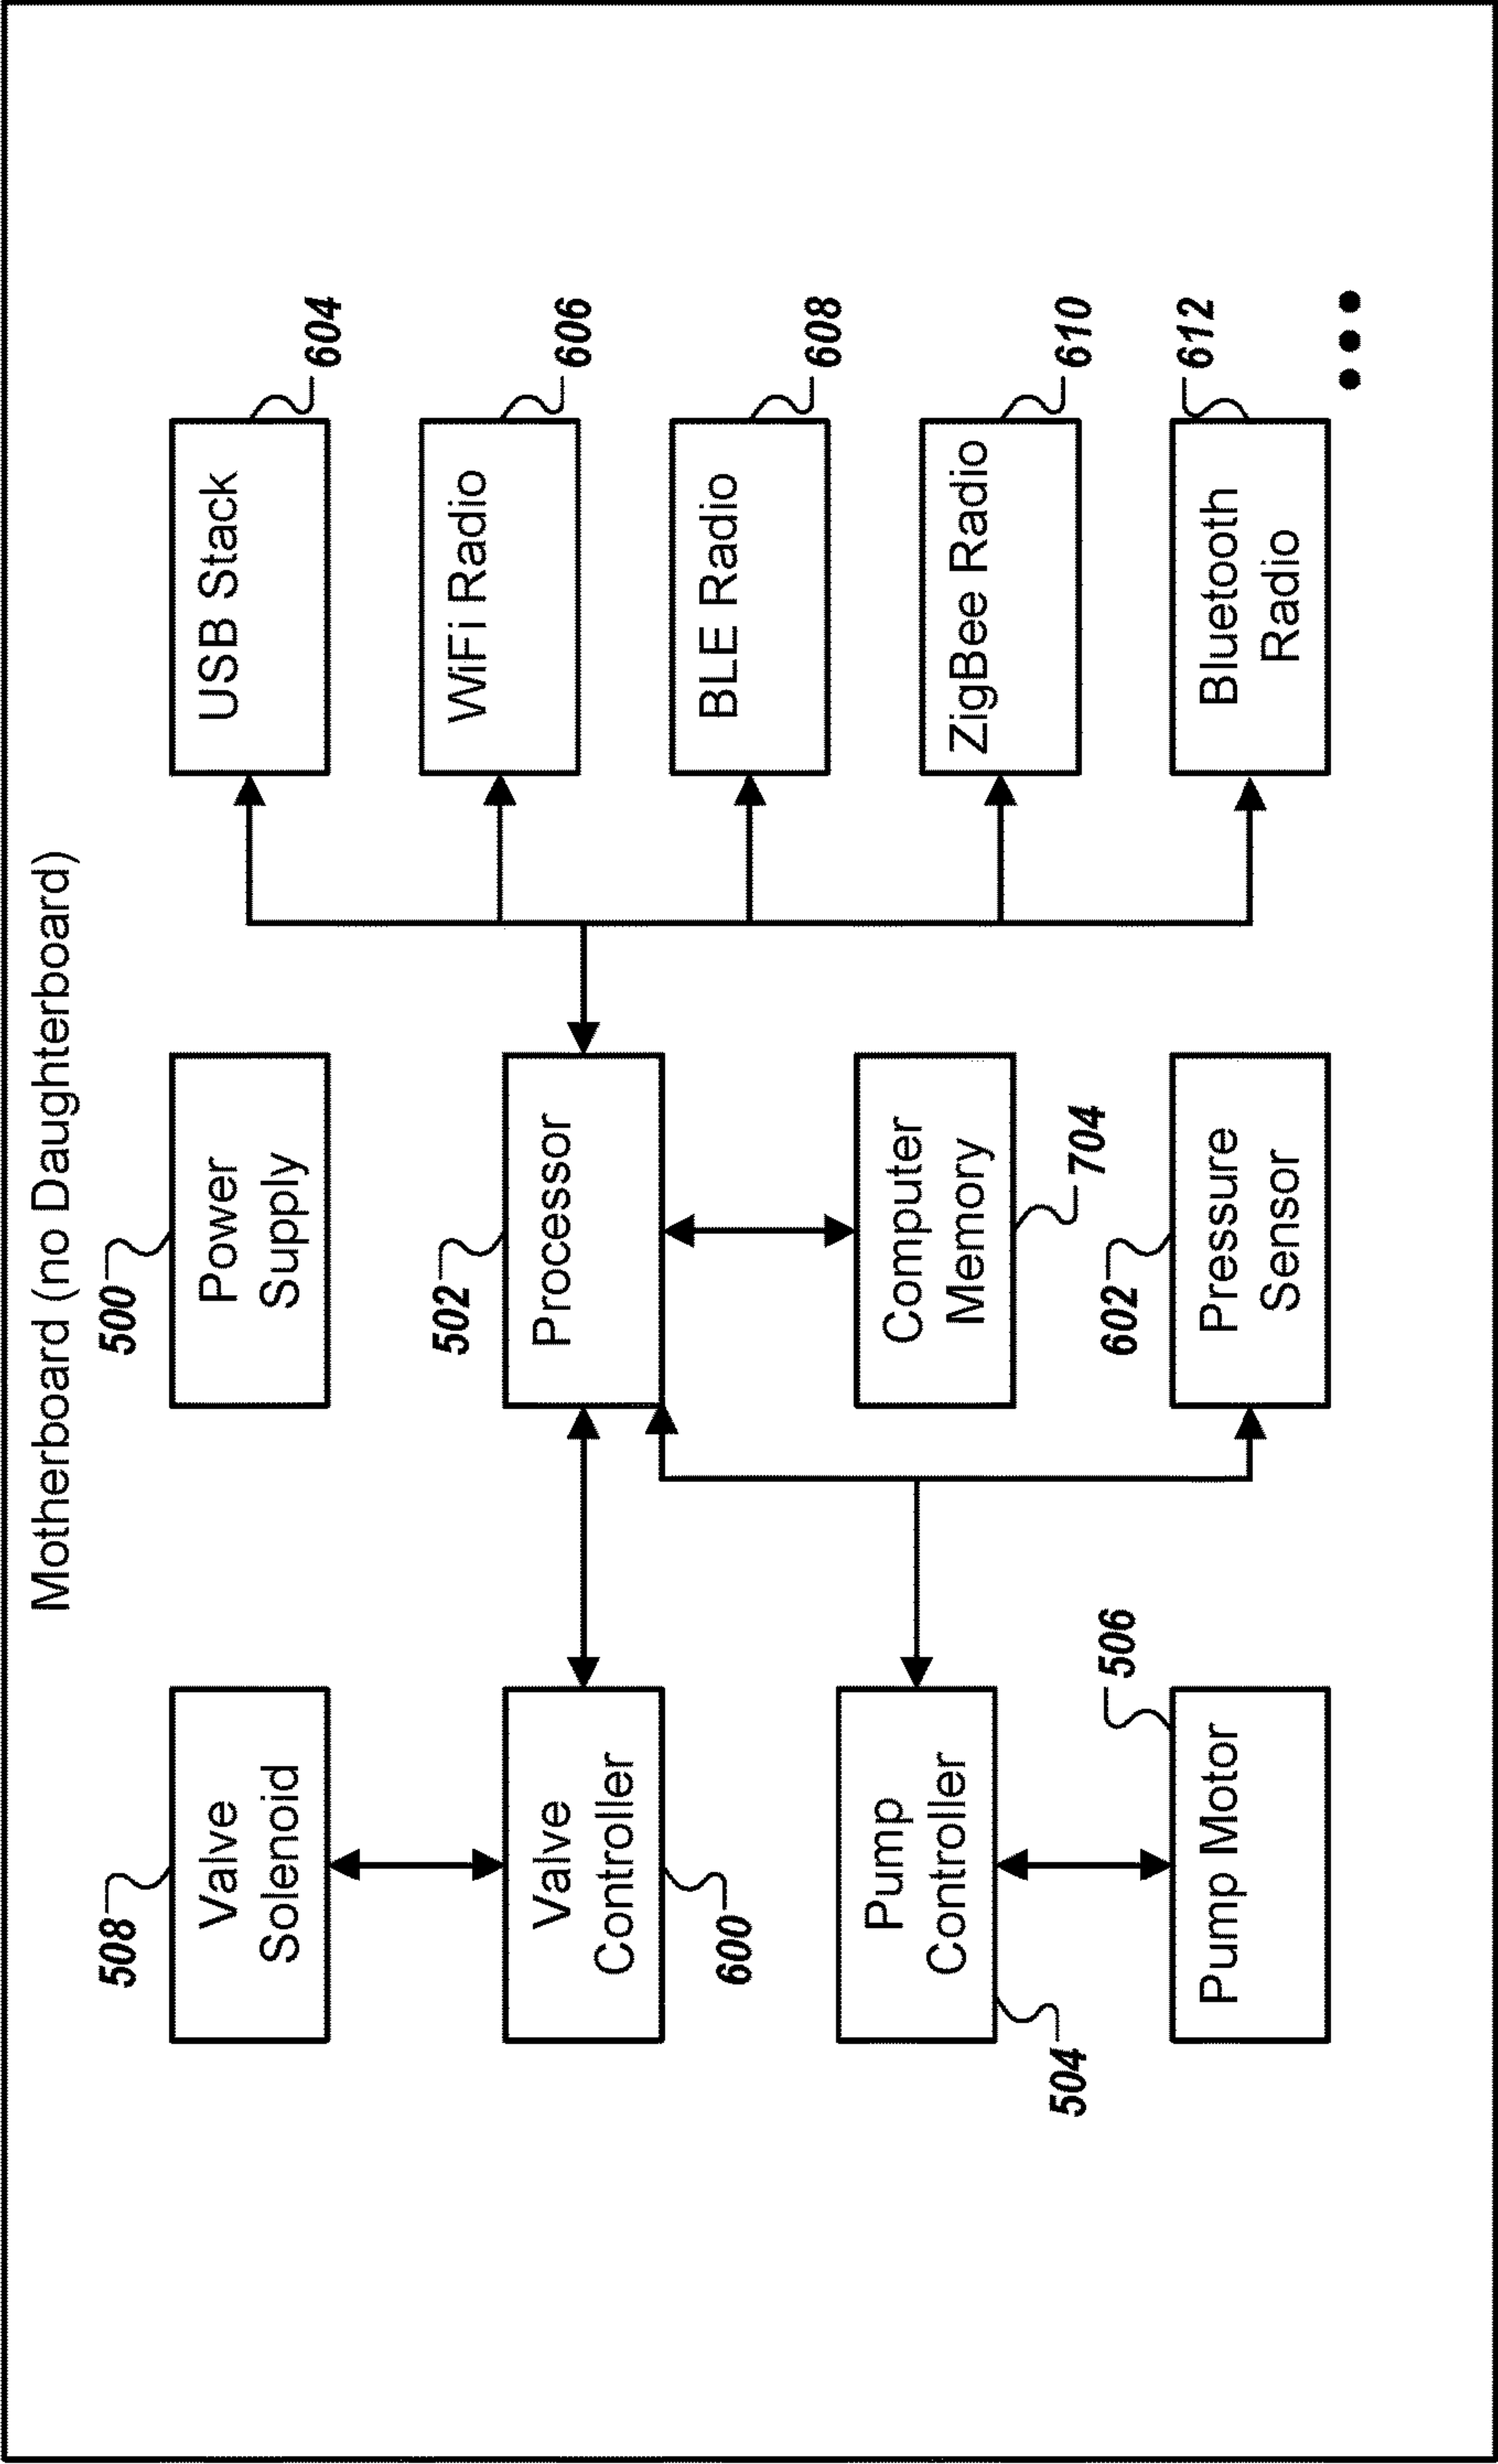 Motherboard (no Daughterboard)
508
Valve
Solenoid
500
Power
Supply
USB Stack
604
Valve
Controller
600
502
Processor
WiFi Radio
606
Pump
Controller
504
Computer
Memory
704
BLE Radio
608
ZigBee Radio
610
506
Pump Motor
602
Pressure
Sensor
Bluetooth
Radio
612